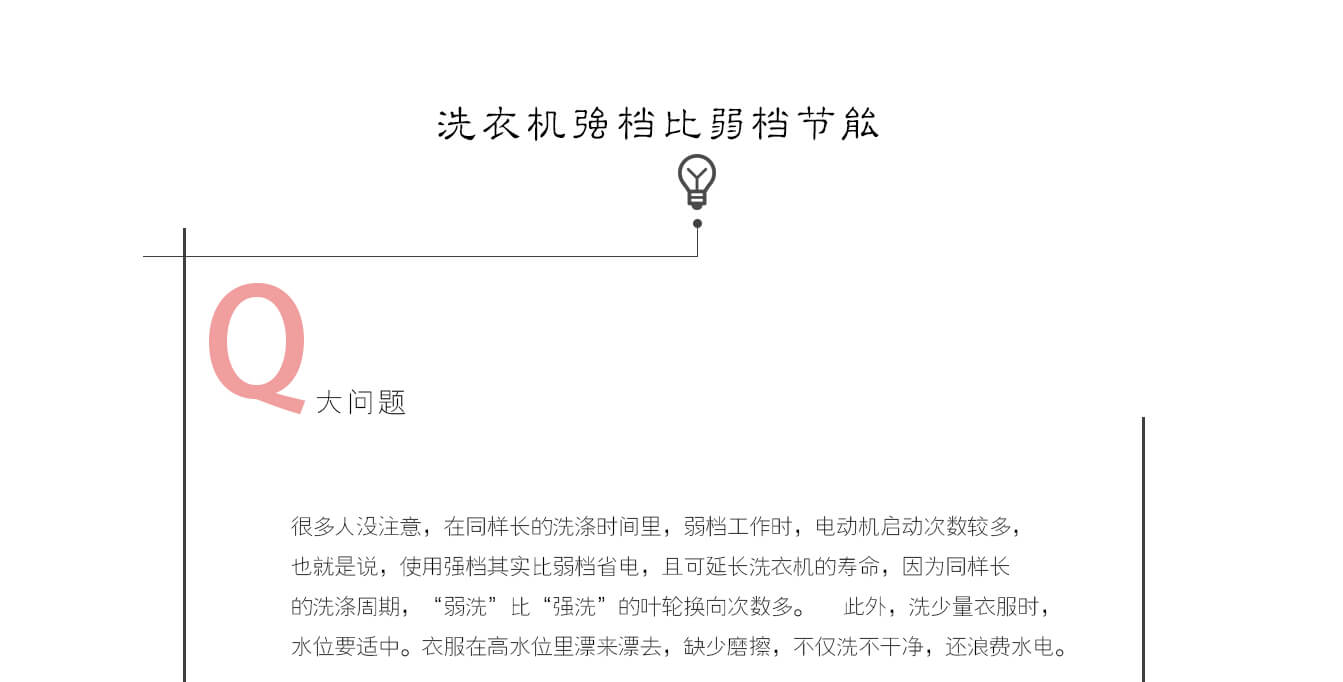 洗衣机强档比弱档节能
Q
大问题
很多人没注意，在同样长的洗涤时间里，弱档工作时，电动机启动次数较多，
也就是说，使用强档其实比弱档省电，且可延长洗衣机的寿命，因为同样长
的洗涤周期，“弱洗”比“强洗”的叶轮换向次数多。 此外，洗少量衣服时，
水位要适中。衣服在高水位里漂来漂去，缺少磨擦，不仅洗不干净，还浪费水电。